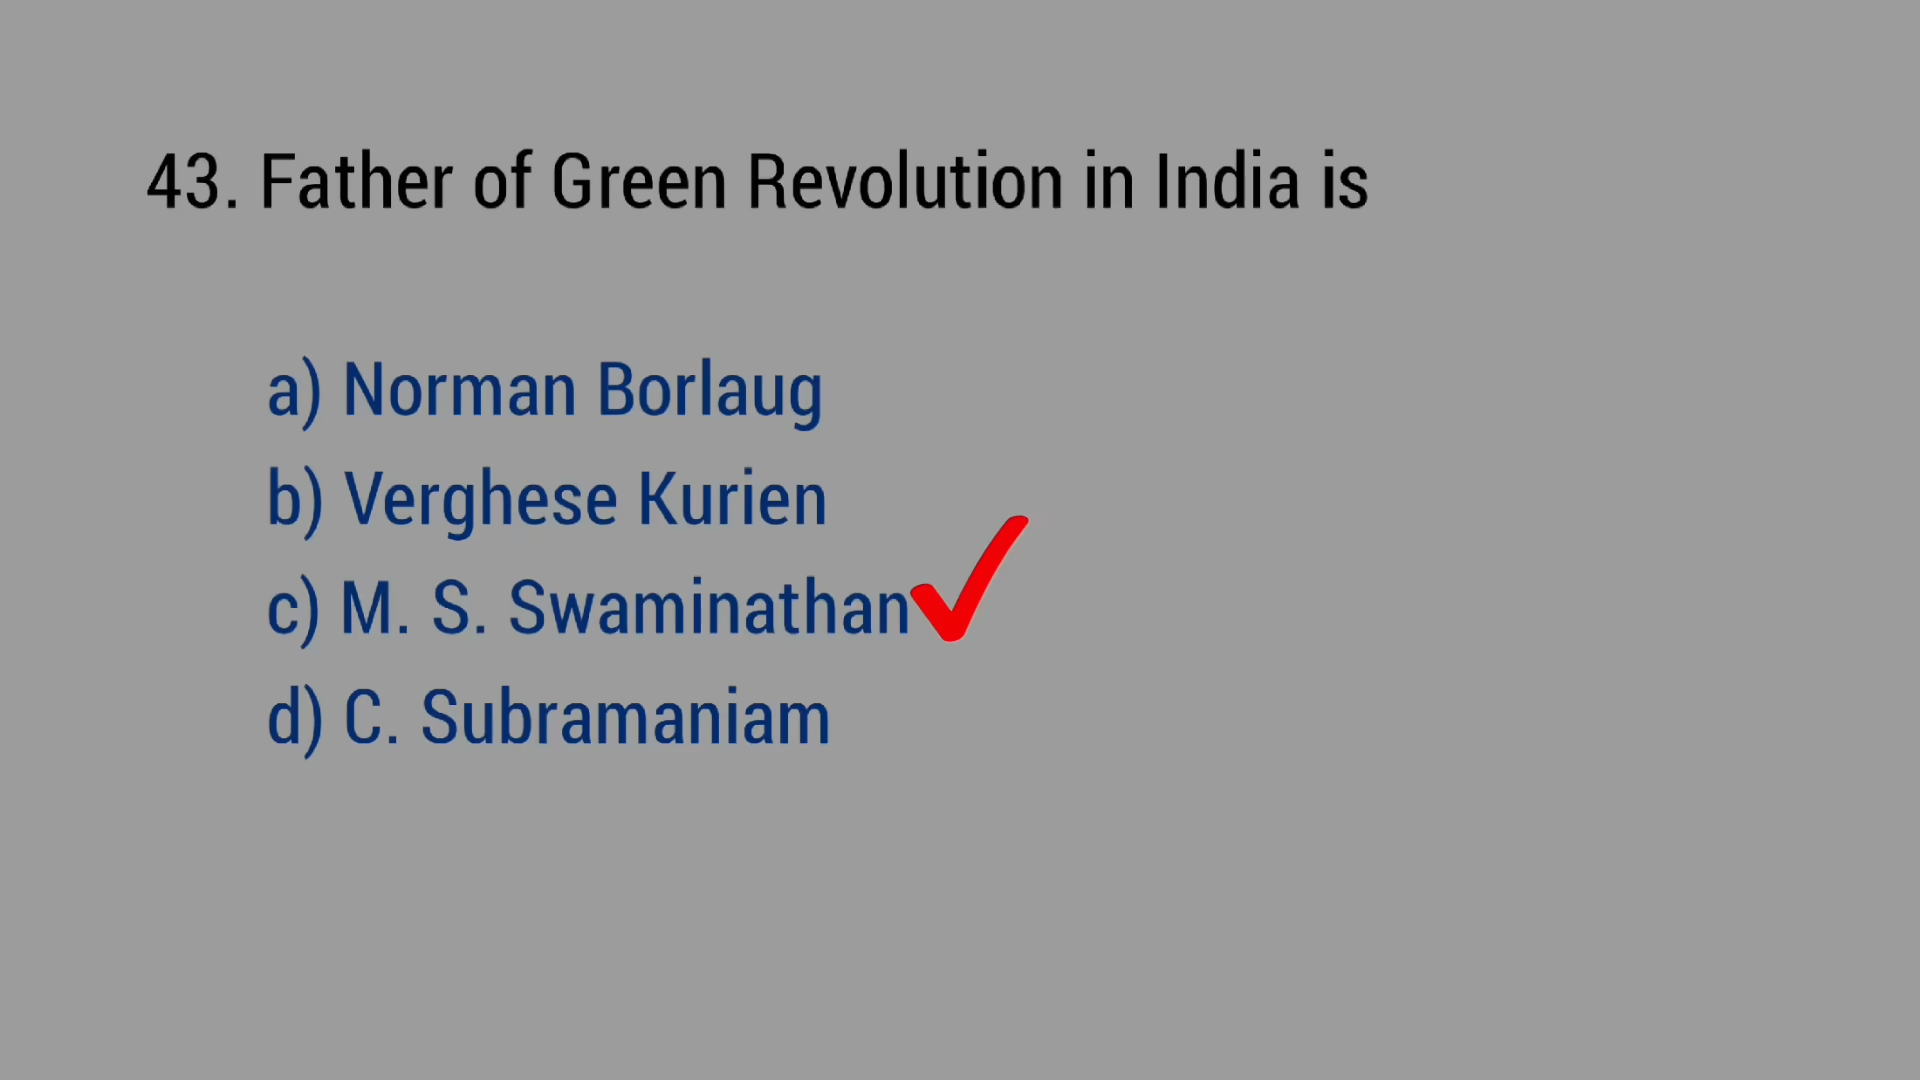 43. Father of Green Revolution in India is
a) Norman Borlaug
b) Verghese Kurien
c) M. S. Swaminathan
d) C. Subramaniam